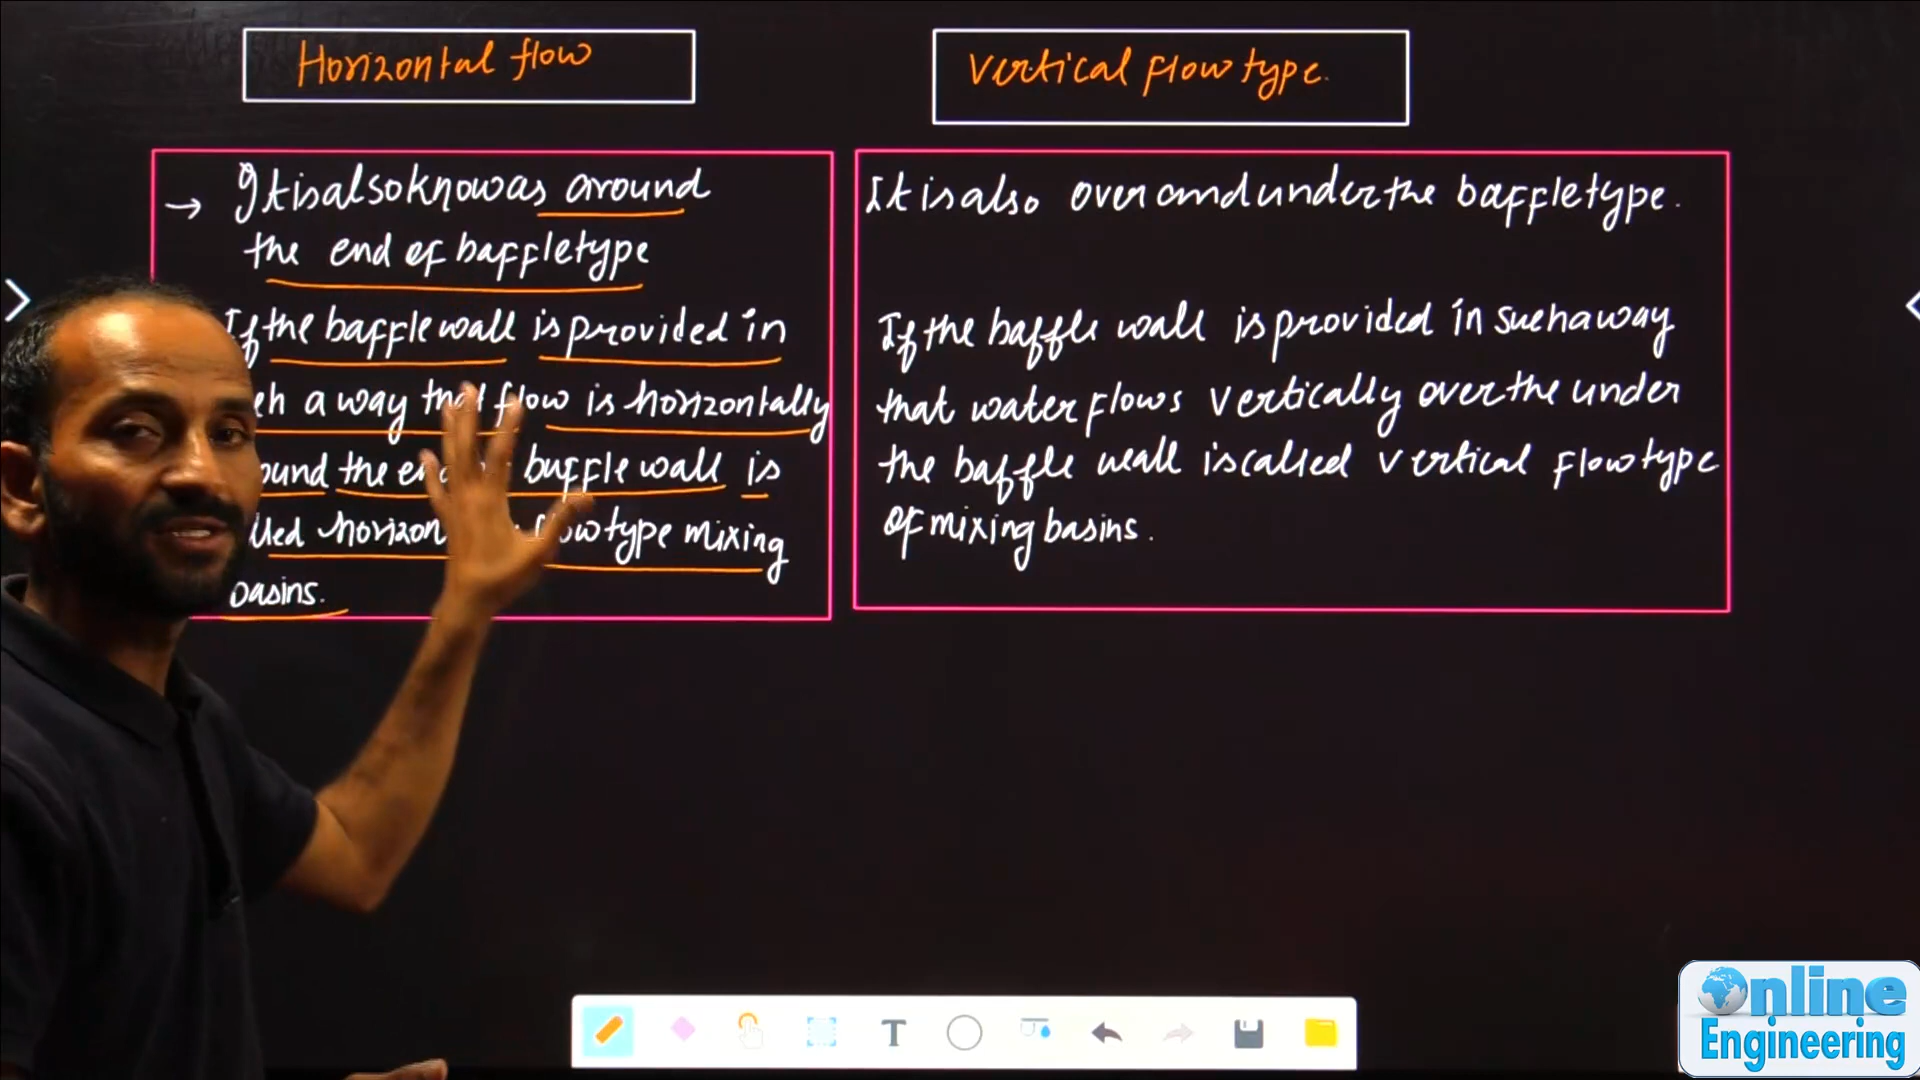 Horizontal flow
→ It is also know as around
the end of baffle type
If the baffle wall is provided in
a way that flow is horizontally
the buffle wall is
flow type mixing
basins.
Vertical flow type.
It is also over and under the baffle type.
If the baffle wall is provided in such a way
that water flows vertically over the under
the baffle wall is called vertical flow type
of mixing basins.
T
Online
Engineering